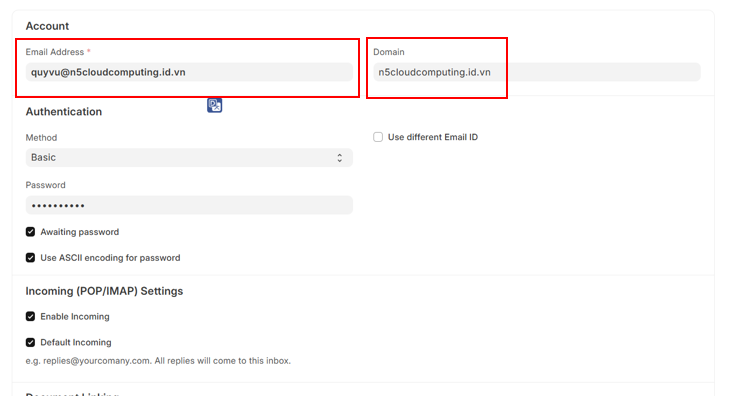 Account
Email Address *
Domain
quyvu@n5cloudcomputing.id.vn
n5cloudcomputing.id.vn
Authentication
Method
Use different Email ID
Basic
Password
••••••••••
Awaiting password
Use ASCII encoding for password
Incoming (POP/IMAP) Settings
Enable Incoming
Default Incoming
e.g. replies@yourcomany.com. All replies will come to this inbox.
Document Linking